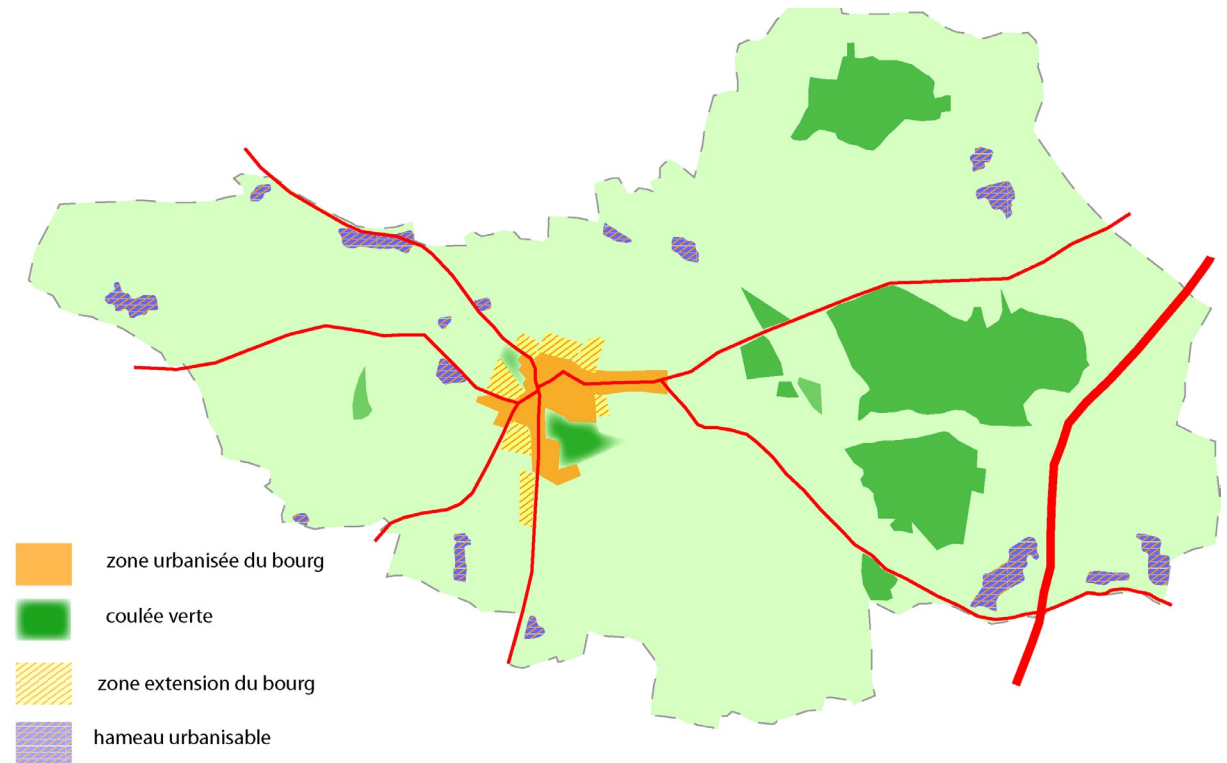 zone urbanisée du bourg
coulée verte
zone extension du bourg
hameau urbanisable